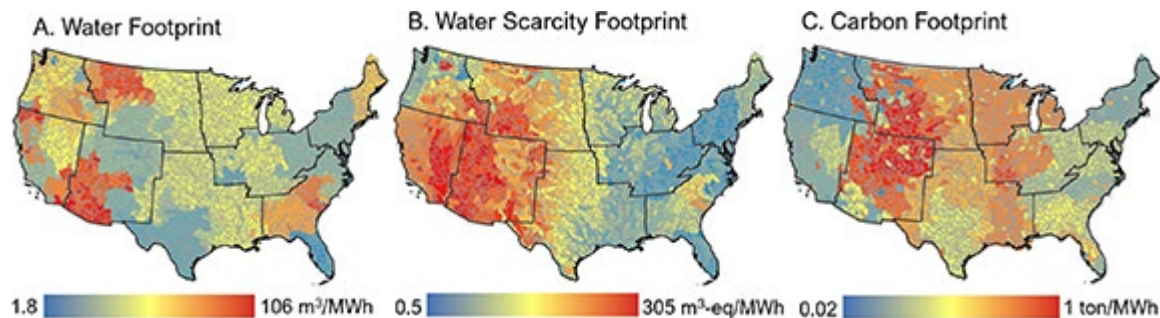 A. Water Footprint
B. Water Scarcity Footprint
C. Carbon Footprint
1.8
106 m³/MWh
0.5
305 m³-eq/MWh
0.02
1 ton/MWh